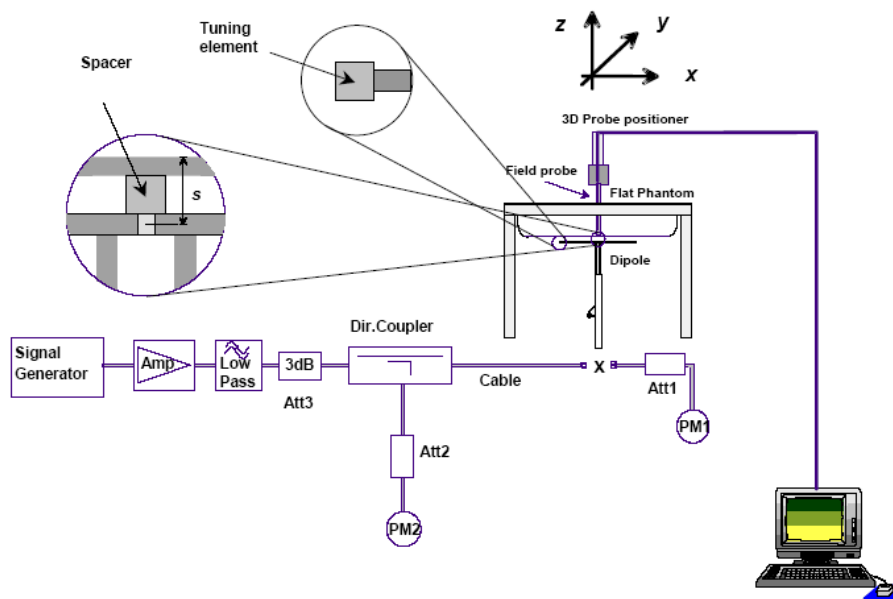 Tuning
element
Spacer
s
z
y
x
3D Probe positioner
Field probe
Flat Phantom
Dipole
Signal
Generator
Amp
Low
Pass
3dB
Att3
Dir.Coupler
Cable
X
Att1
PM1
Att2
PM2